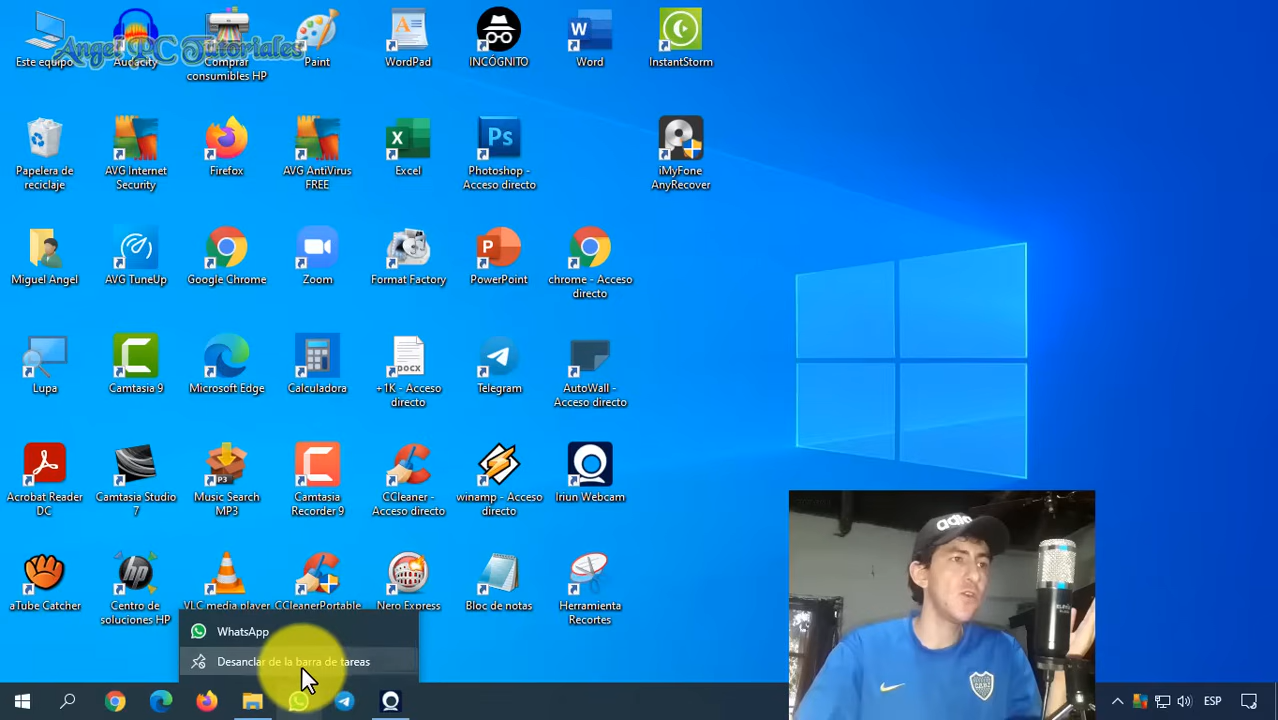 Angel PC Tutoriales
Este equipo
Audacity
Comprar
consumibles HP
Paint
WordPad
INCÓGNITO
Word
InstantStorm
Papelera de
reciclaje
AVG Internet
Security
Firefox
AVG AntiVirus
FREE
Excel
Photoshop -
Acceso directo
iMyFone
AnyRecover
Miguel Angel
AVG TuneUp
Google Chrome
Zoom
Format Factory
PowerPoint
chrome - Acceso
directo
Lupa
Camtasia 9
Microsoft Edge
Calculadora
+1K - Acceso
directo
Telegram
AutoWall -
Acceso directo
Acrobat Reader
DC
Camtasia Studio
7
Music Search
MP3
Camtasia
Recorder 9
CCleaner -
Acceso directo
winamp - Acceso
directo
Iriun Webcam
aTube Catcher
Centro de
soluciones HP
VLC media player
CCleanerPortable
Nero Express
Bloc de notas
Herramienta
Recortes
WhatsApp
Desanclar de la barra de tareas
ESP